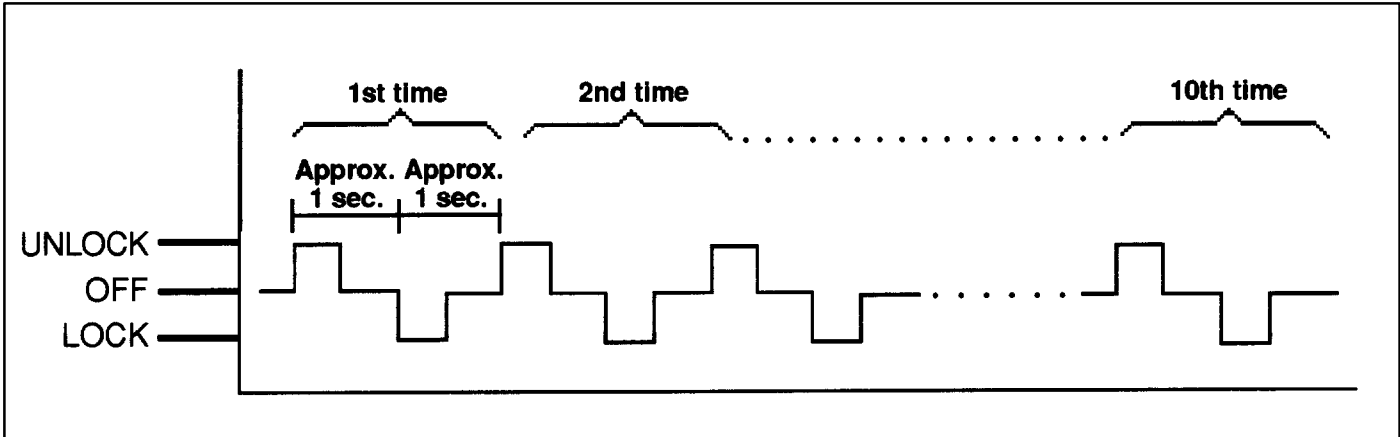 1st time
2nd time
10th time
Approx. Approx.
1 sec. 1 sec.
UNLOCK
OFF
LOCK